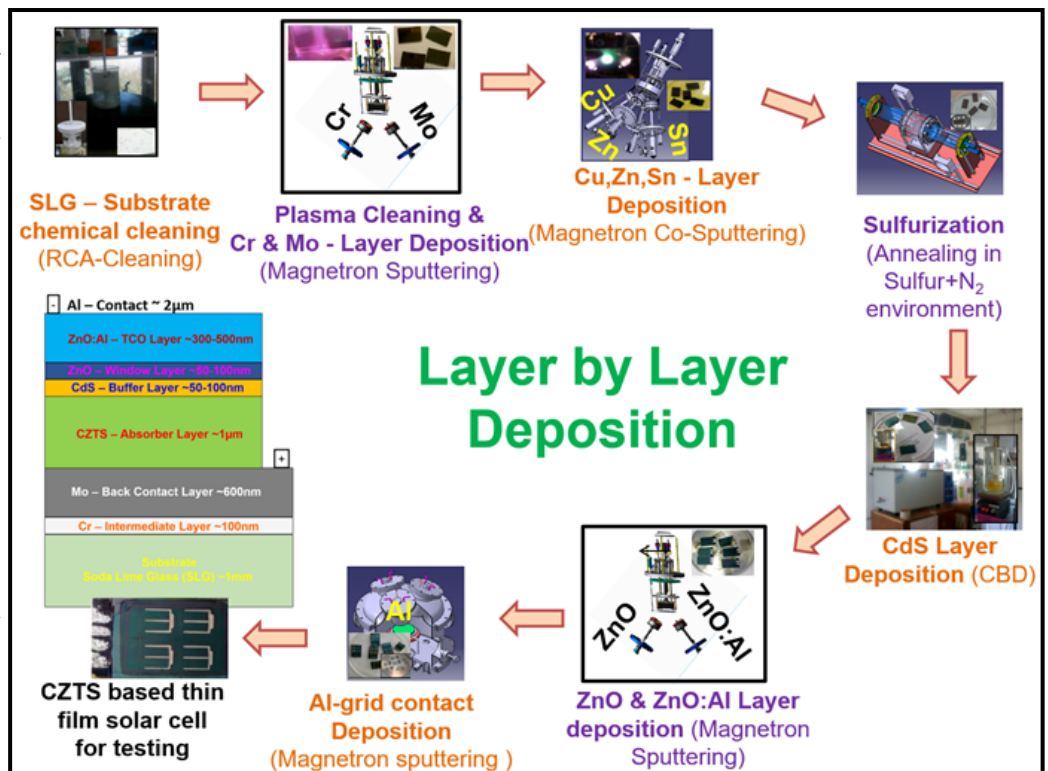 SLG – Substrate
chemical cleaning
(RCA-Cleaning)
Cr
Mo
Plasma Cleaning &
Cr & Mo - Layer Deposition
(Magnetron Sputtering)
Cu
Zn
Sn
Cu,Zn,Sn - Layer
Deposition
(Magnetron Co-Sputtering)
Sulfurization
(Annealing in
Sulfur+N₂
environment)
- Al – Contact ~ 2µm
ZnO:Al – TCO Layer ~300-500nm
ZnO – Window Layer ~50-100nm
CdS – Buffer Layer ~50-100nm
CZTS – Absorber Layer ~1µm
+
Mo – Back Contact Layer ~600nm
Cr – Intermediate Layer ~100nm
Substrate
Soda Lime Glass (SLG) ~1mm
Layer by Layer
Deposition
CdS Layer
Deposition (CBD)
ZnO
ZnO:Al
ZnO & ZnO:Al Layer
deposition (Magnetron
Sputtering)
Al
Al-grid contact
Deposition
(Magnetron sputtering )
CZTS based thin
film solar cell
for testing